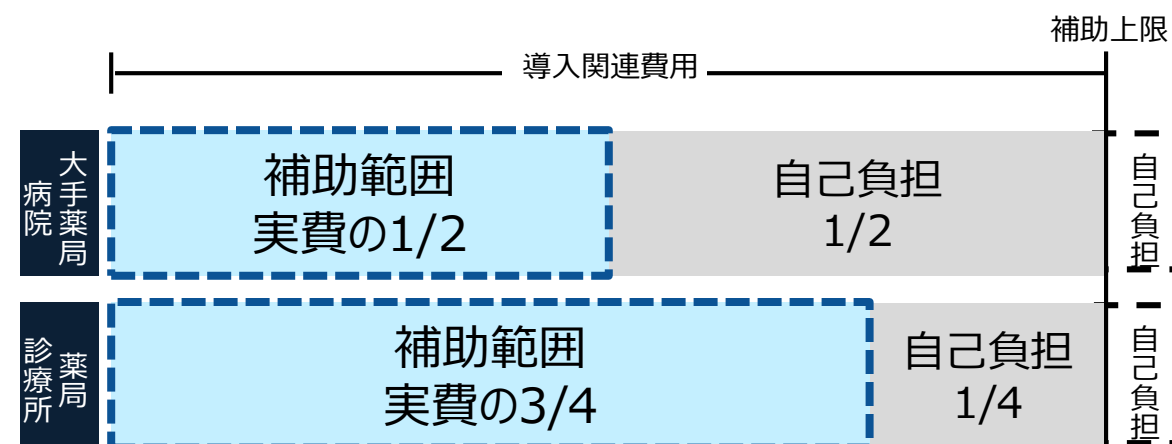 補助上限
導入関連費用
大手薬局
病院
補助範囲
実費の1/2
自己負担
1/2
自己負担
薬局
診療所
補助範囲
実費の3/4
自己負担
1/4
自己負担